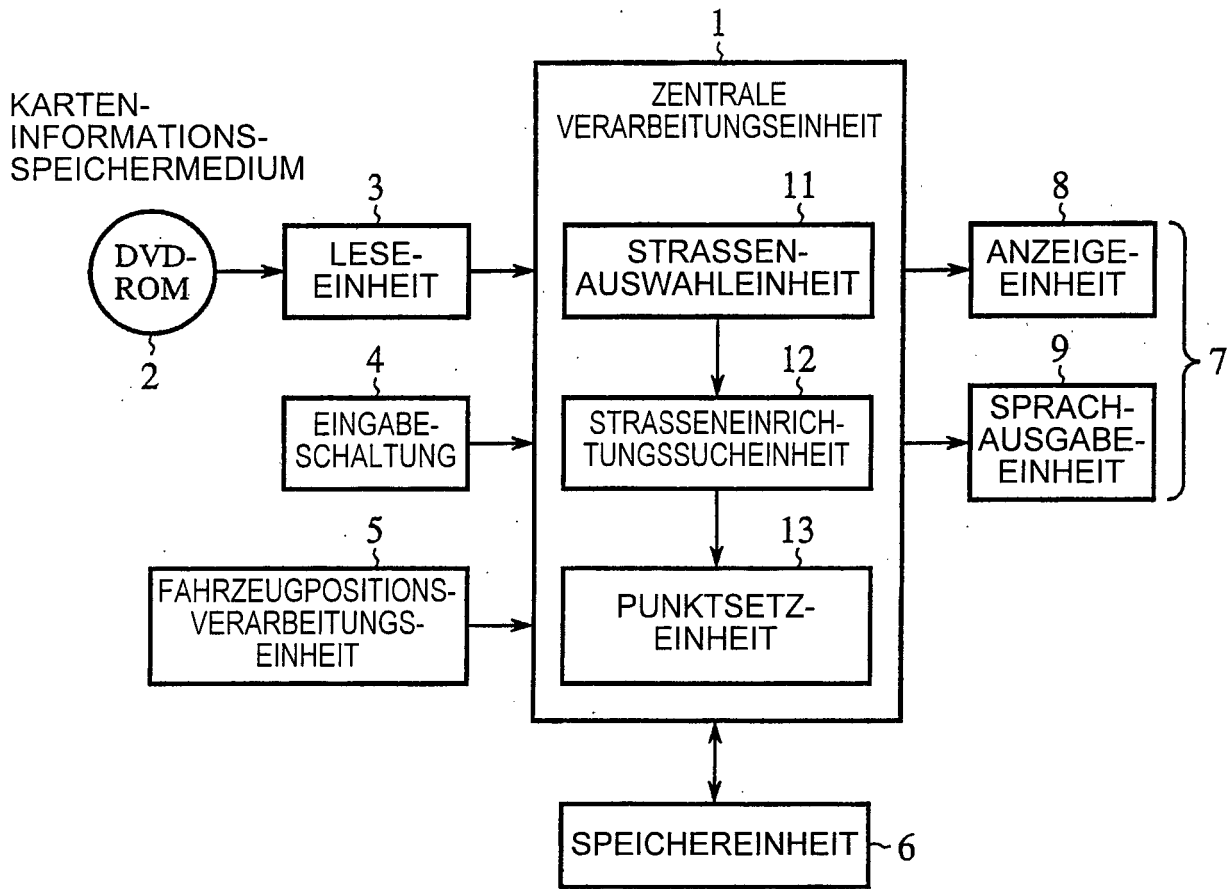 1
ZENTRALE
VERARBEITUNGSEINHEIT
KARTEN-
INFORMATIONS-
SPEICHERMEDIUM
DVD-
ROM
2
3
LESE-
EINHEIT
4
EINGABE-
SCHALTUNG
5
FAHRZEUGPOSITIONS-
VERARBEITUNGS-
EINHEIT
11
STRASSEN-
AUSWAHLEINHEIT
12
STRASSENEINRICH-
TUNGSSUCHEINHEIT
13
PUNKTSETZ-
EINHEIT
8
ANZEIGE-
EINHEIT
9
SPRACH-
AUSGABE-
EINHEIT
7
SPEICHEREINHEIT
6